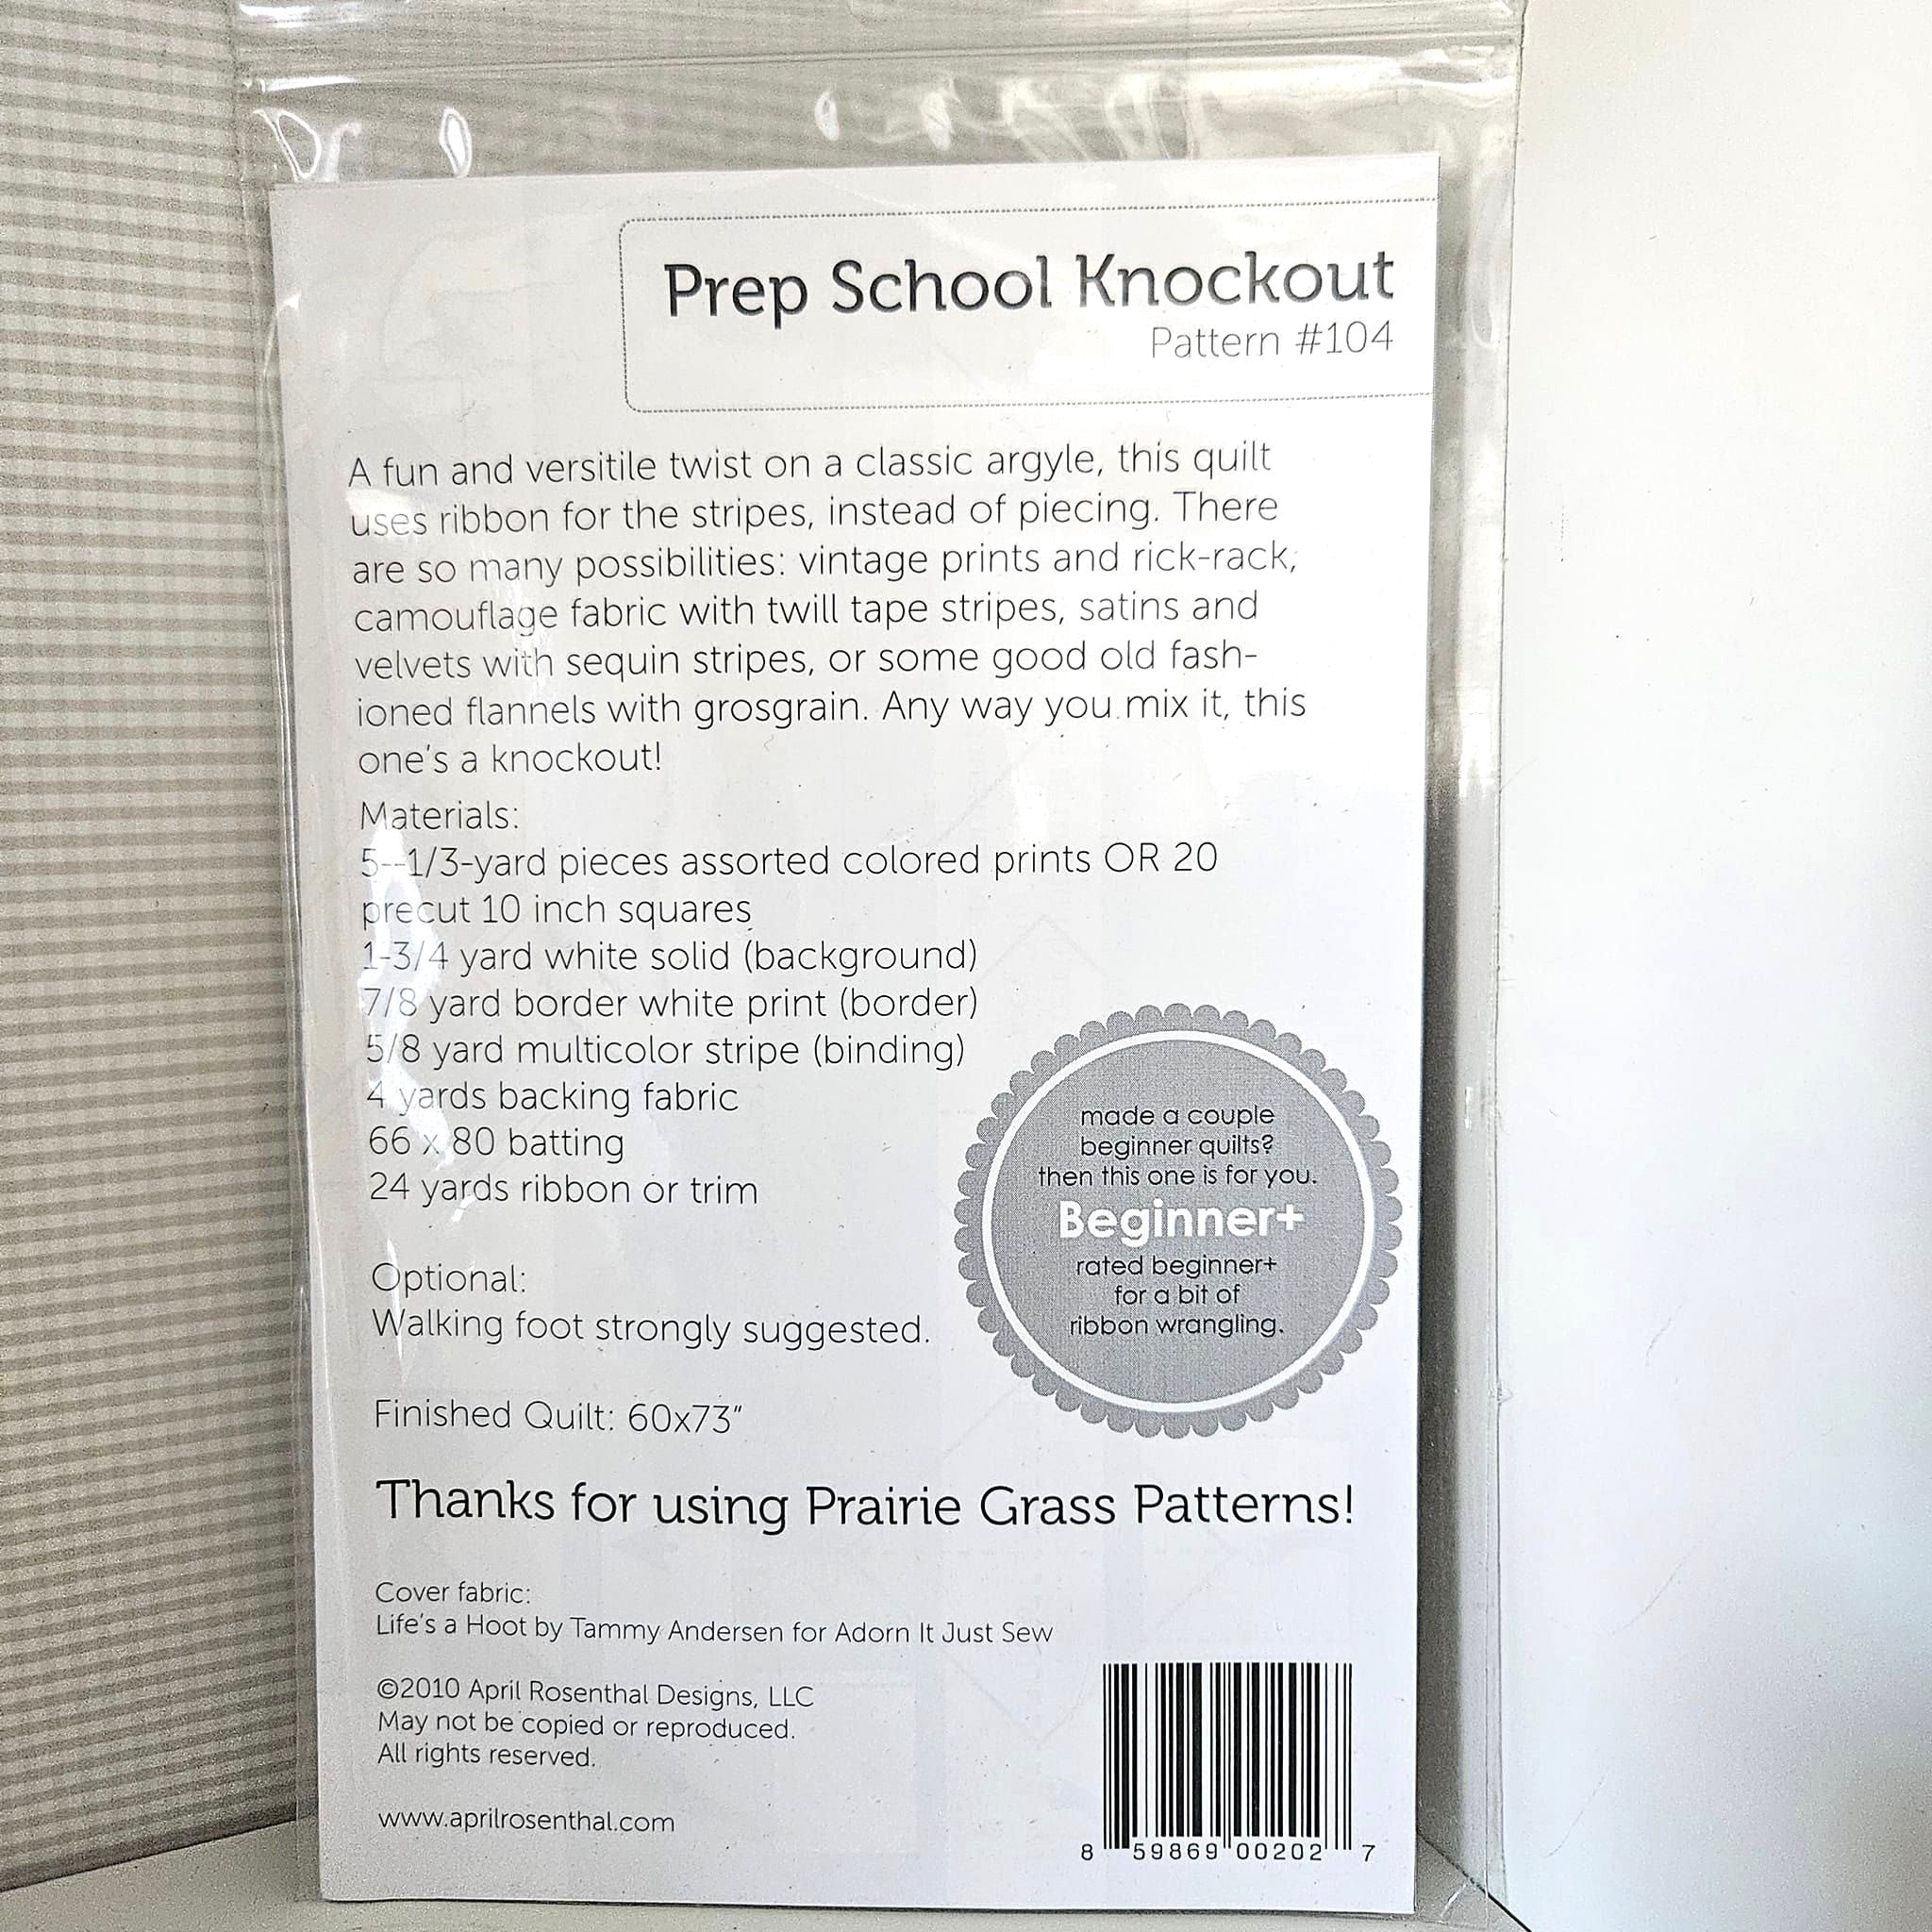 Prep School Knockout
Pattern #104
A fun and versitile twist on a classic argyle, this quilt
uses ribbon for the stripes, instead of piecing. There
are so many possibilities: vintage prints and rick-rack,
camouflage fabric with twill tape stripes, satins and
velvets with sequin stripes, or some good old fash-
ioned flannels with grosgrain. Any way you mix it, this
one's a knockout!
Materials:
5--1/3-yard pieces assorted colored prints OR 20
precut 10 inch squares
1-3/4 yard white solid (background)
7/8 yard border white print (border)
5/8 yard multicolor stripe (binding)
4 yards backing fabric
66 x 80 batting
24 yards ribbon or trim
made a couple
beginner quilts?
then this one is for you.
Beginner+
rated beginner+
for a bit of
ribbon wrangling.
Optional:
Walking foot strongly suggested.
Finished Quilt: 60x73"
Thanks for using Prairie Grass Patterns!
Cover fabric:
Life's a Hoot by Tammy Andersen for Adorn It Just Sew
©2010 April Rosenthal Designs, LLC
May not be copied or reproduced.
All rights reserved.
www.aprilrosenthal.com
8 59869 00202 7